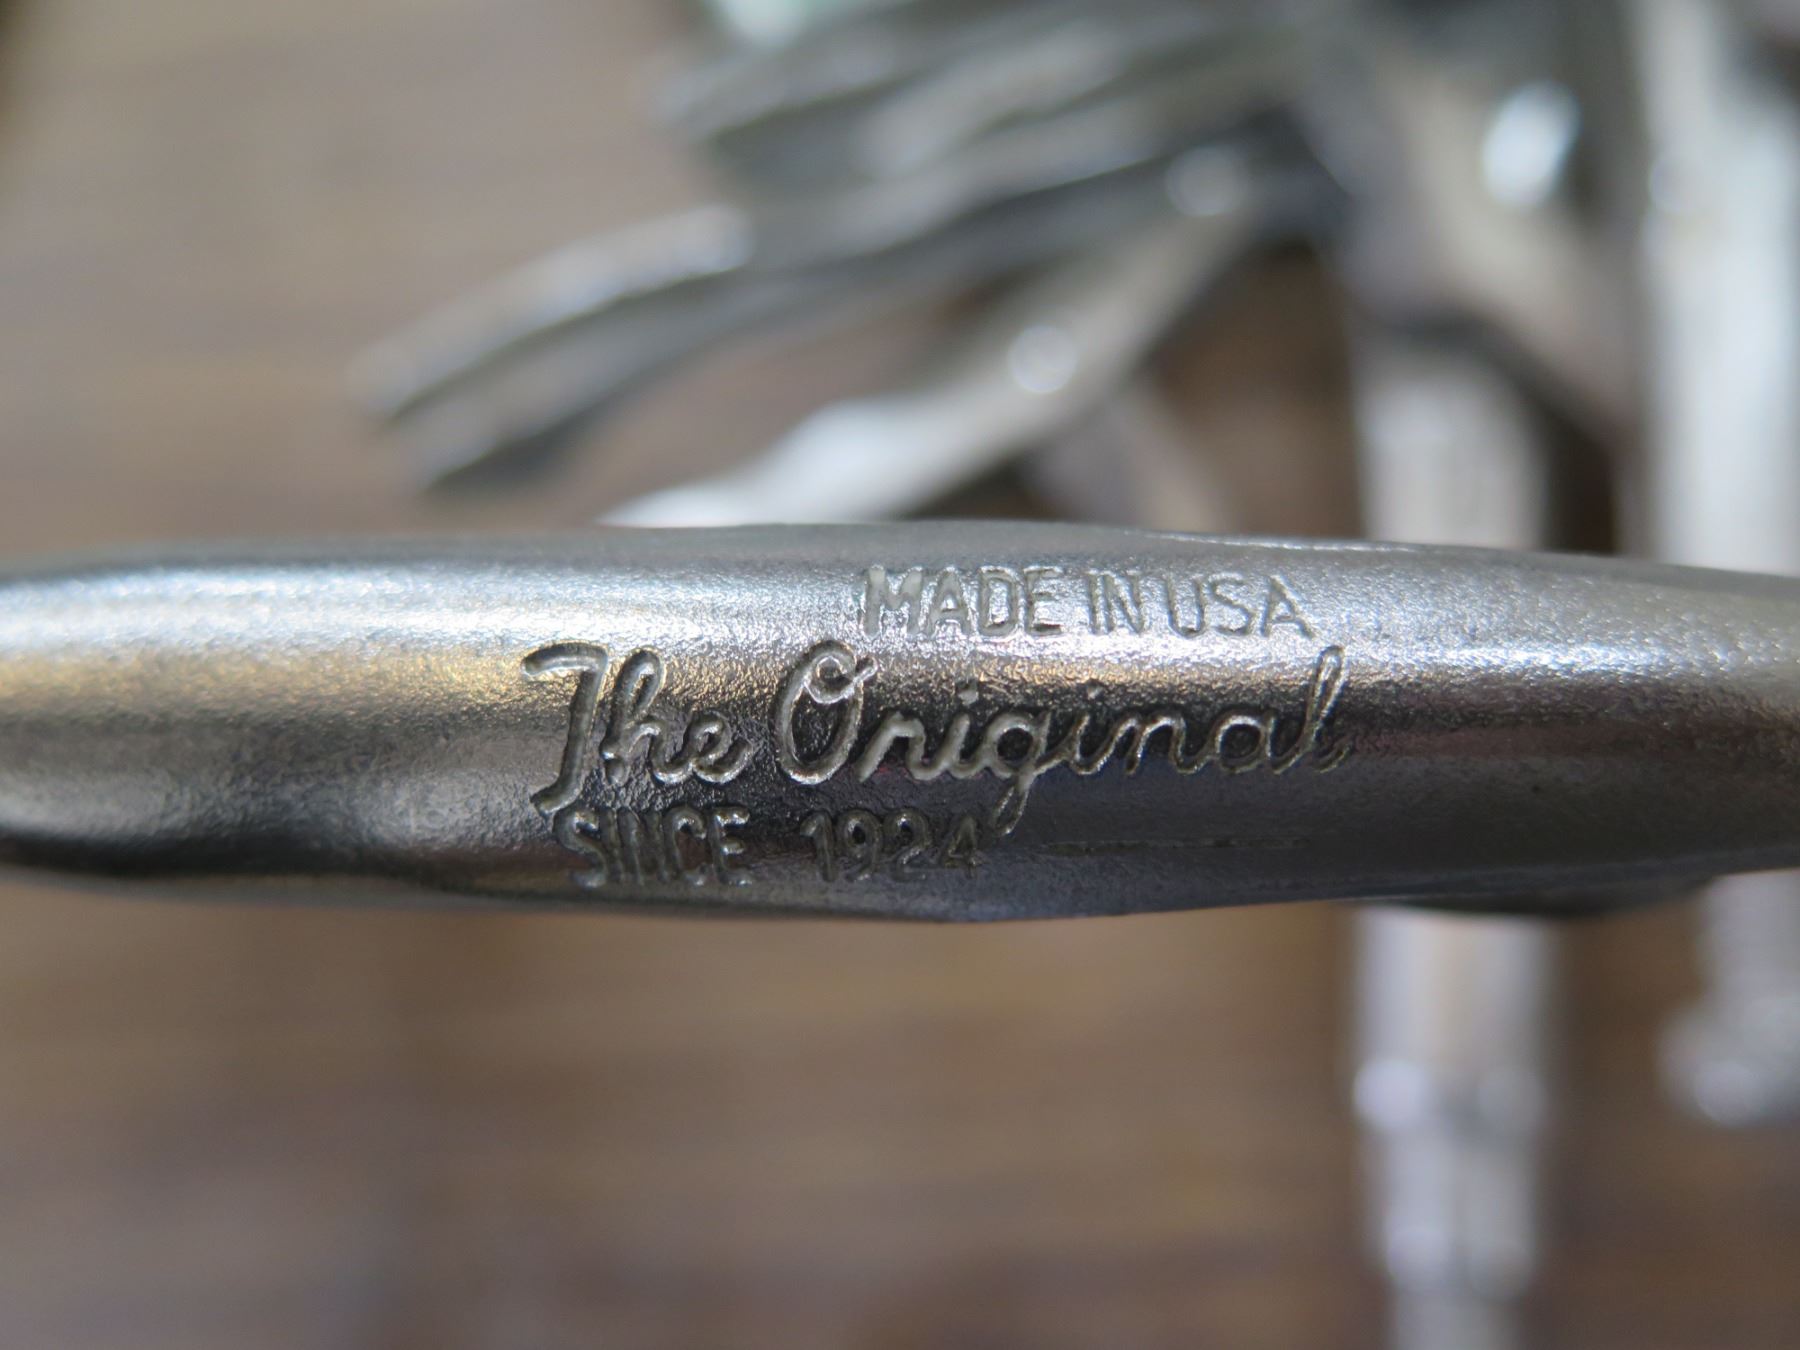 MADE IN USA
The Original
SINCE 1924